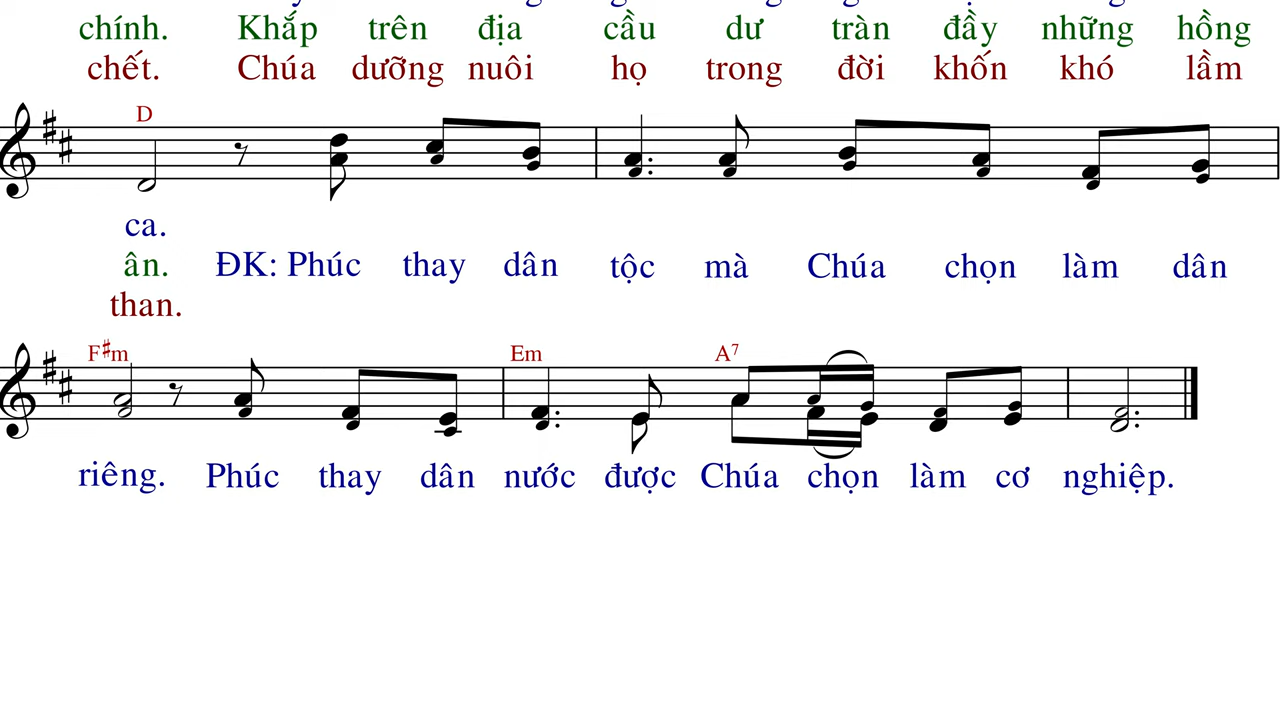 chính. Khắp trên địa cầu dư tràn đầy những hồng
chết. Chúa dưỡng nuôi họ trong đời khốn khó lầm
D
ca.
ân. ĐK: Phúc thay dân tộc mà Chúa chọn làm dân
than.
F♯m Em A7
riêng. Phúc thay dân nước được Chúa chọn làm cơ nghiệp.